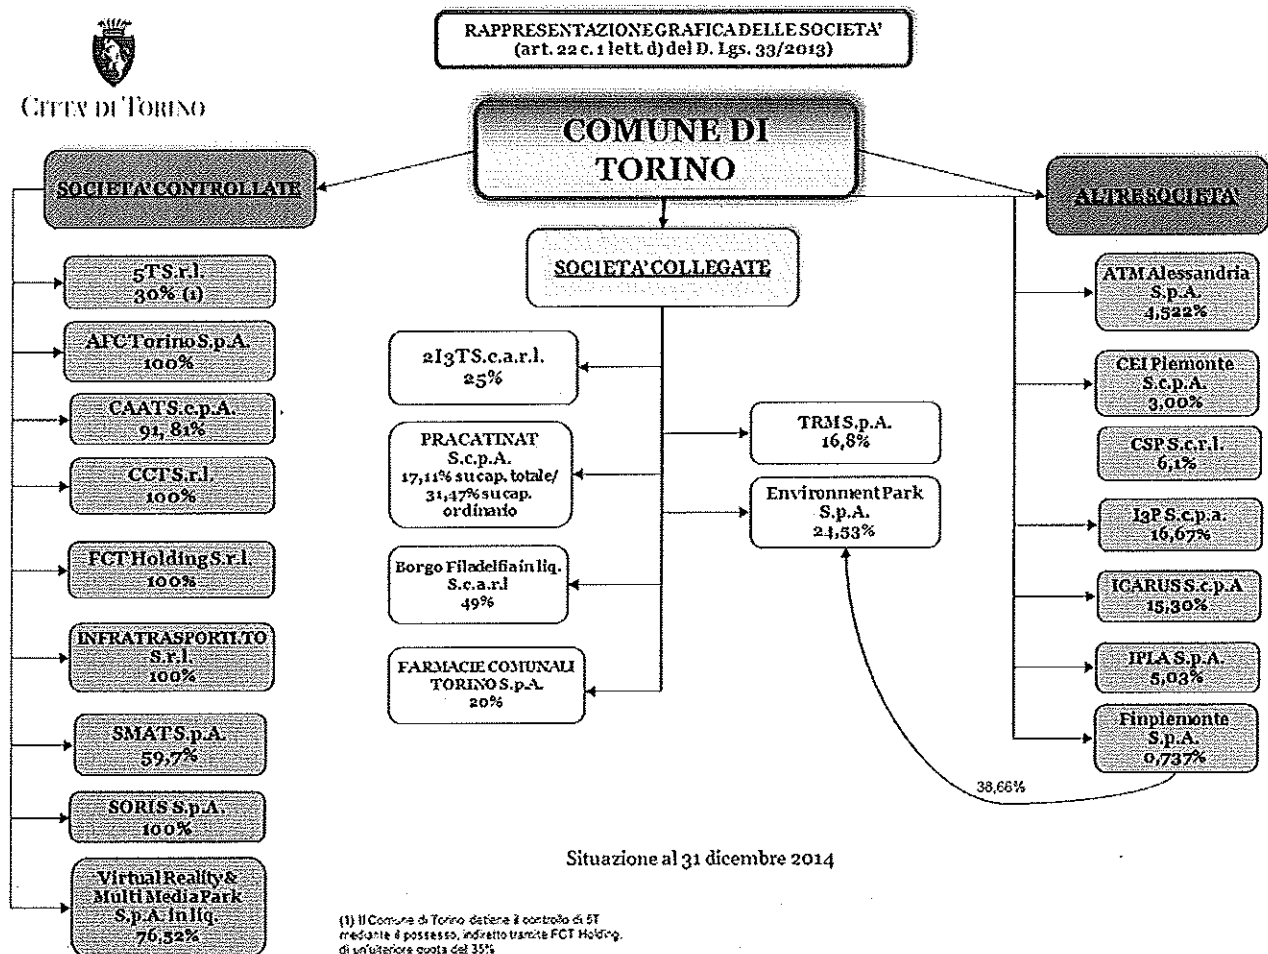 CITTA DI TORINO
RAPPRESENTAZIONE GRAFICA DELLE SOCIETA'
(art. 22 c. 1 lett. d) del D. Lgs. 33/2013)
COMUNE DI
TORINO
SOCIETA' CONTROLLATE
5T S.r.l.
30% (1)
AFC Torino S.p.A.
100%
CAAT S.c.p.A.
91, 81%
CCT S.r.l.
100%
FCT Holding S.r.l.
100%
INFRATRASPORTI.TO
S.r.l.
100%
SMAT S.p.A.
59,7%
SORIS S.p.A.
100%
Virtual Reality &
Multi Media Park
S.p.A. in liq.
76,32%
SOCIETA' COLLEGATE
2I3T S.c.a.r.l.
25%
PRACATINAT
S.c.p.A.
17,11% su cap. totale/
31,47% su cap.
ordinario
Borgo Filadelfia in liq.
S.c.a.r.l
49%
FARMACIE COMUNALI
TORINO S.p.A.
20%
TRM S.p.A.
16,8%
Environment Park
S.p.A.
24,53%
ALTRE SOCIETA'
ATM Alessandria
S.p.A.
4,522%
CEI Piemonte
S.c.p.A.
3,00%
CSP S.c.r.l.
6,1%
I3P S.c.p.a.
16,67%
ICARUS S.c.p.A
15,30%
IPLA S.p.A.
5,03%
Finpiemonte
S.p.A.
0,737%
38,66%
Situazione al 31 dicembre 2014
(1) Il Comune di Torino detiene il controllo di 5T
mediante il possesso, indiretto tramite FCT Holding,
di un'ulteriore quota del 35%